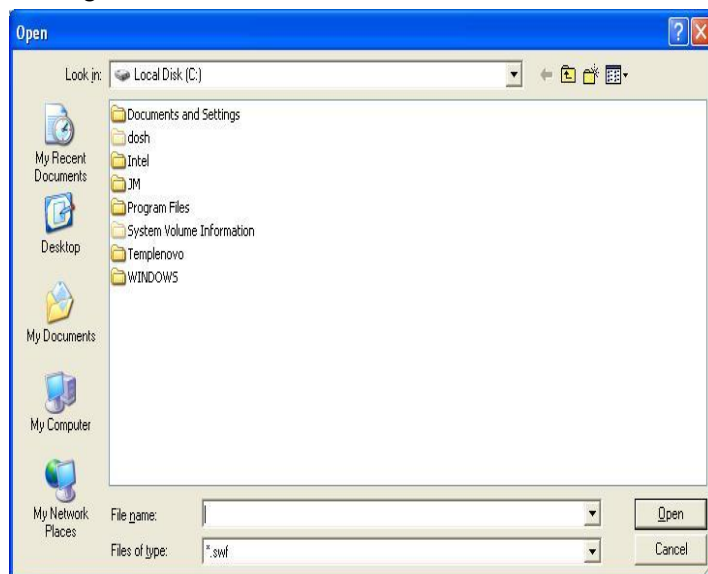 Open
Look in:
Local Disk (C:)
My Recent
Documents
Desktop
My Documents
My Computer
My Network
Places
Documents and Settings
dosh
Intel
JM
Program Files
System Volume Information
Templenovo
WINDOWS
File name:
Open
Files of type:
*.swf
Cancel